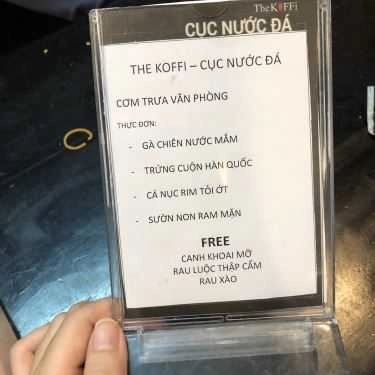 The KOFFi
CỤC NƯỚC ĐÁ
THE KOFFI – CỤC NƯỚC ĐÁ
CƠM TRƯA VĂN PHÒNG
THỰC ĐƠN:
- GÀ CHIÊN NƯỚC MẮM
- TRỨNG CUỘN HÀN QUỐC
- CÁ NỤC RIM TỎI ỚT
- SƯỜN NON RAM MẶN
FREE
CANH KHOAI MỠ
RAU LUỘC THẬP CẨM
RAU XÀO